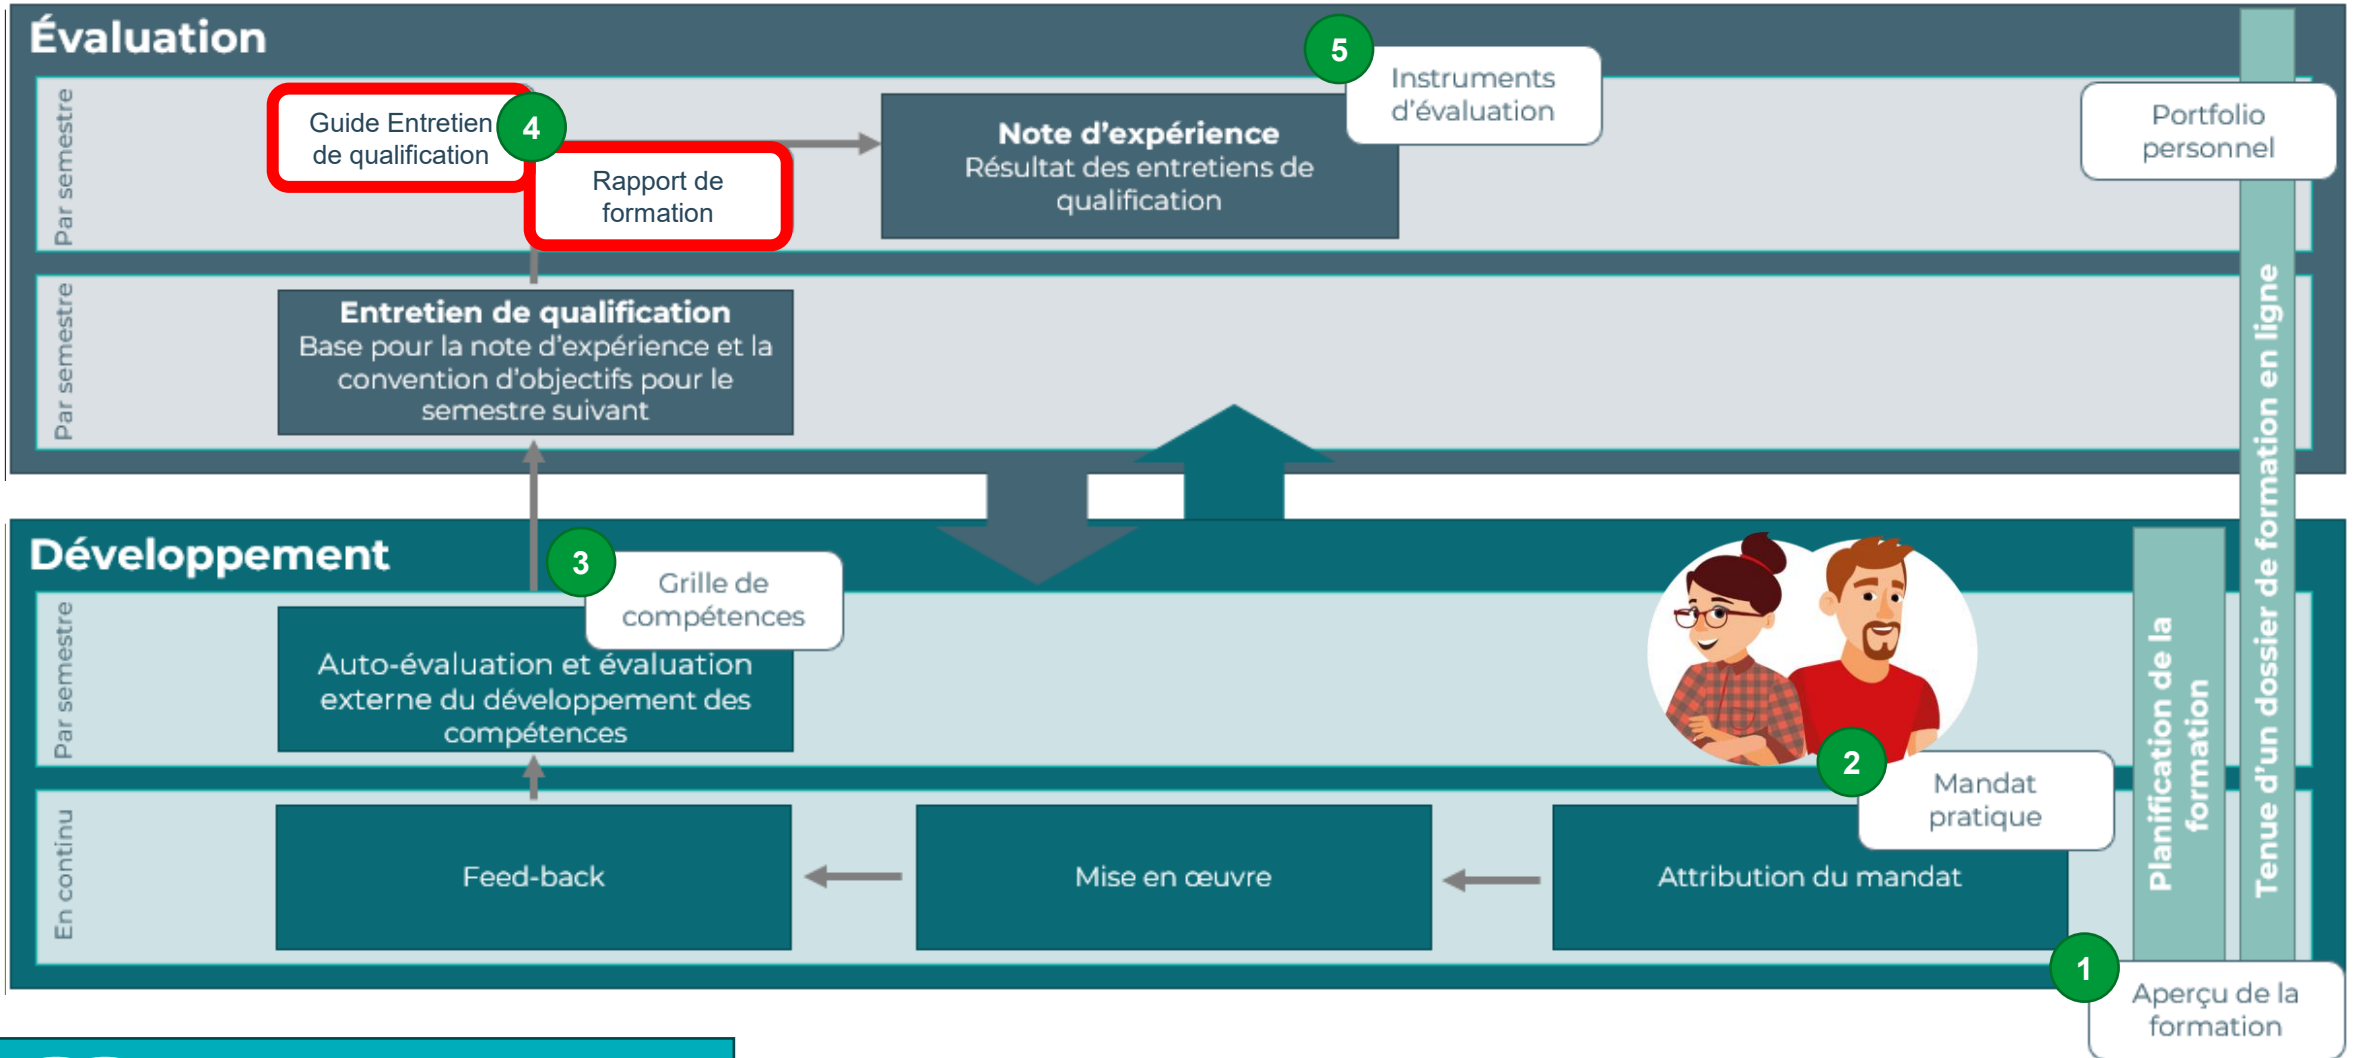 Évaluation
Par semestre
Guide Entretien
de qualification
4
Rapport de
formation
Note d'expérience
Résultat des entretiens de
qualification
5
Instruments
d'évaluation
Portfolio
personnel
Par semestre
Entretien de qualification
Base pour la note d'expérience et la
convention d'objectifs pour le
semestre suivant
Tenue d'un dossier de formation en ligne
Développement
Par semestre
3
Grille de
compétences
Auto-évaluation et évaluation
externe du développement des
compétences
Planification de la
formation
2
Mandat
pratique
En continu
Feed-back
Mise en œuvre
Attribution du mandat
1
Aperçu de la
formation